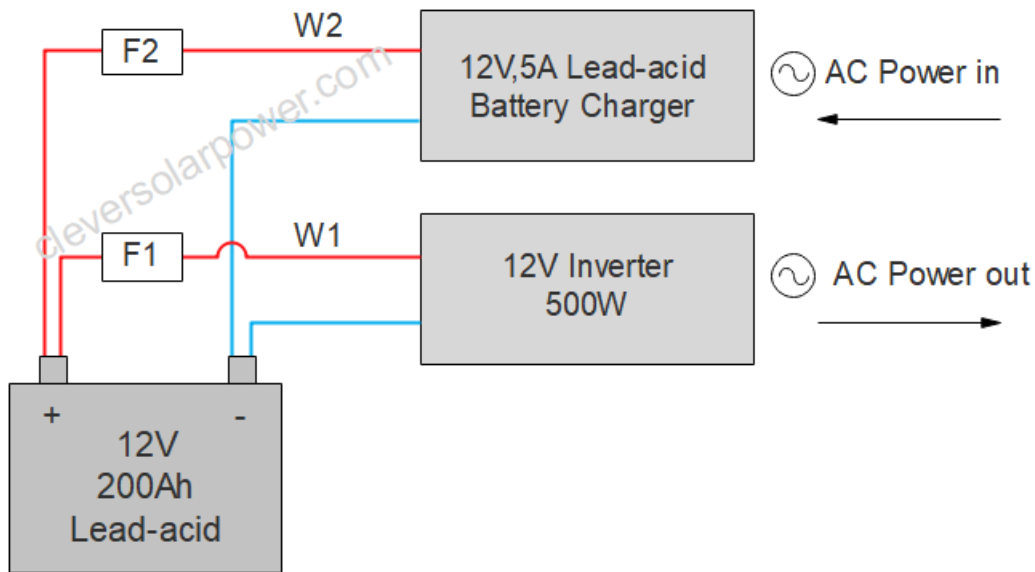 W2
F2
12V,5A Lead-acid
Battery Charger
AC Power in
cleversolarpower.com
W1
F1
12V Inverter
500W
AC Power out
+
-
12V
200Ah
Lead-acid